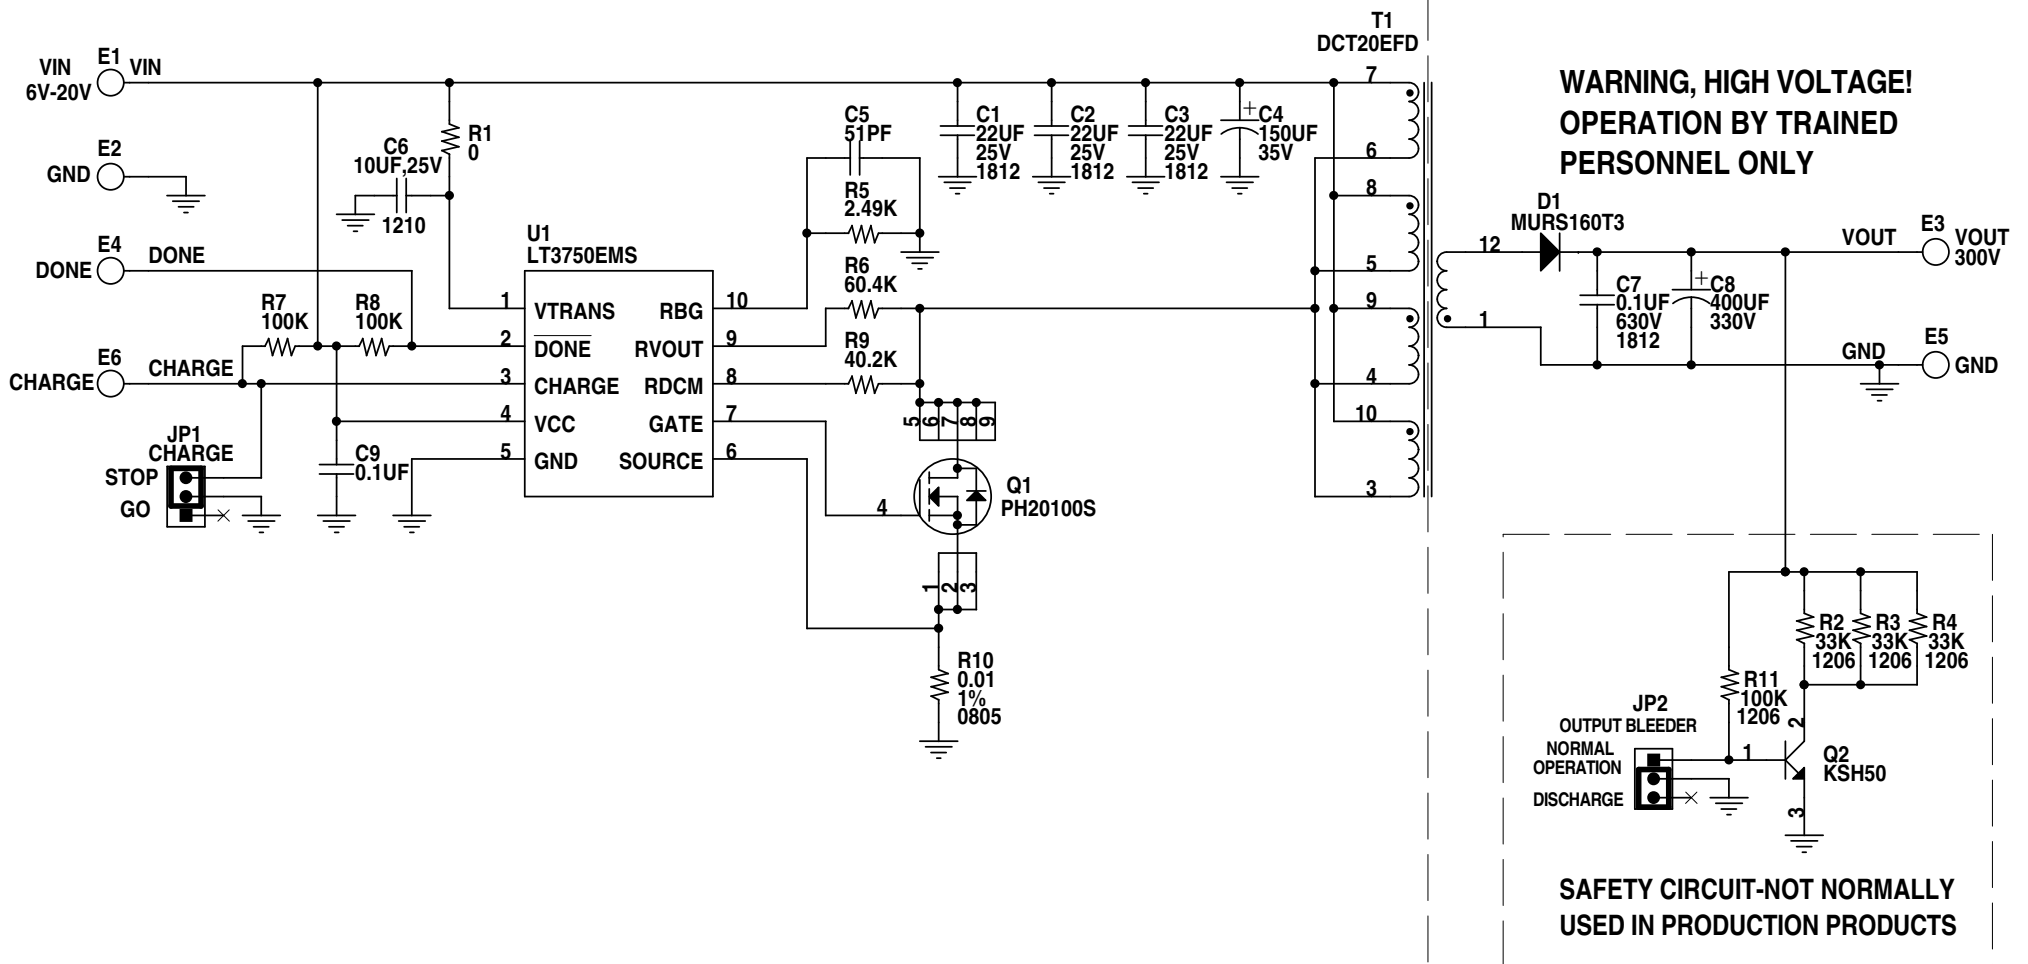 T1
DCT20EFD
VIN
6V-20V
E1
VIN
E2
GND
E4
DONE
DONE
E6
CHARGE
CHARGE
R7
100K
R8
100K
JP1
CHARGE
STOP
GO
C9
0.1UF
C6
10UF,25V
1210
R1
0
U1
LT3750EMS
1 VTRANS
2 DONE
3 CHARGE
4 VCC
5 GND
RBG 10
RVOUT 9
RDCM 8
GATE 7
SOURCE 6
C5
51PF
R5
2.49K
R6
60.4K
R9
40.2K
5 6 7 8 9
4
Q1
PH20100S
1 2 3
R10
0.01
1%
0805
C1
22UF
25V
1812
C2
22UF
25V
1812
C3
22UF
25V
1812
+ C4
150UF
35V
7
6
8
5
9
4
10
3
12
1
WARNING, HIGH VOLTAGE!
OPERATION BY TRAINED
PERSONNEL ONLY
D1
MURS160T3
C7
0.1UF
630V
1812
+ C8
400UF
330V
VOUT
E3
VOUT
300V
GND
E5
GND
R2
33K
1206
R3
33K
1206
R4
33K
1206
R11
100K
1206
JP2
OUTPUT BLEEDER
NORMAL
OPERATION
DISCHARGE
1
2
3
Q2
KSH50
SAFETY CIRCUIT-NOT NORMALLY
USED IN PRODUCTION PRODUCTS